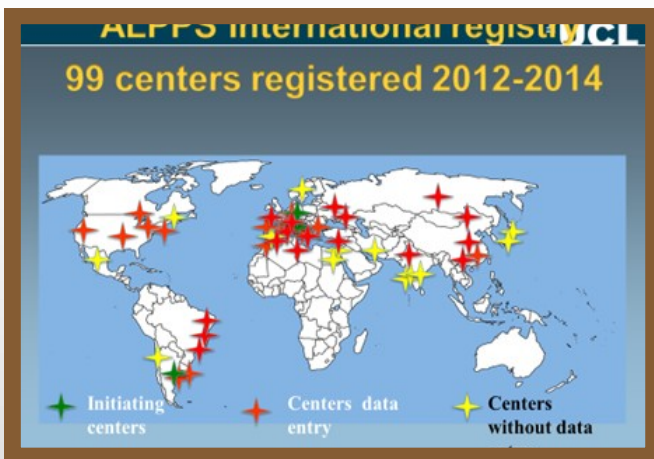 ALPPS International registry UCL
99 centers registered 2012-2014
Initiating
centers
Centers data
entry
Centers
without data